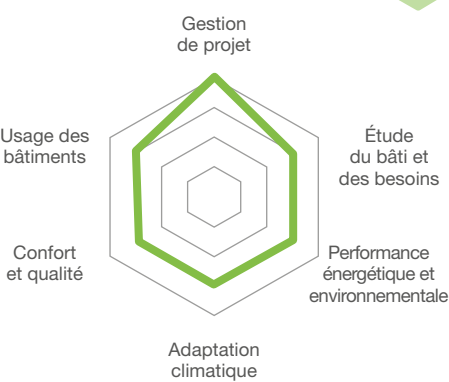 Gestion
de projet
Usage des
bâtiments
Étude
du bâti et
des besoins
Confort
et qualité
Performance
énergétique et
environnementale
Adaptation
climatique